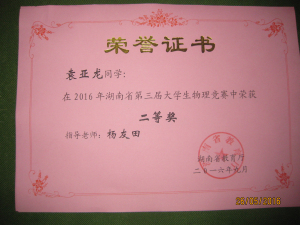 荣誉证书
袁亚龙同学：
在2016年湖南省第三届大学生物理竞赛中荣获
二等奖
指导老师：杨友田
湖南省教育厅
二○一六年九月